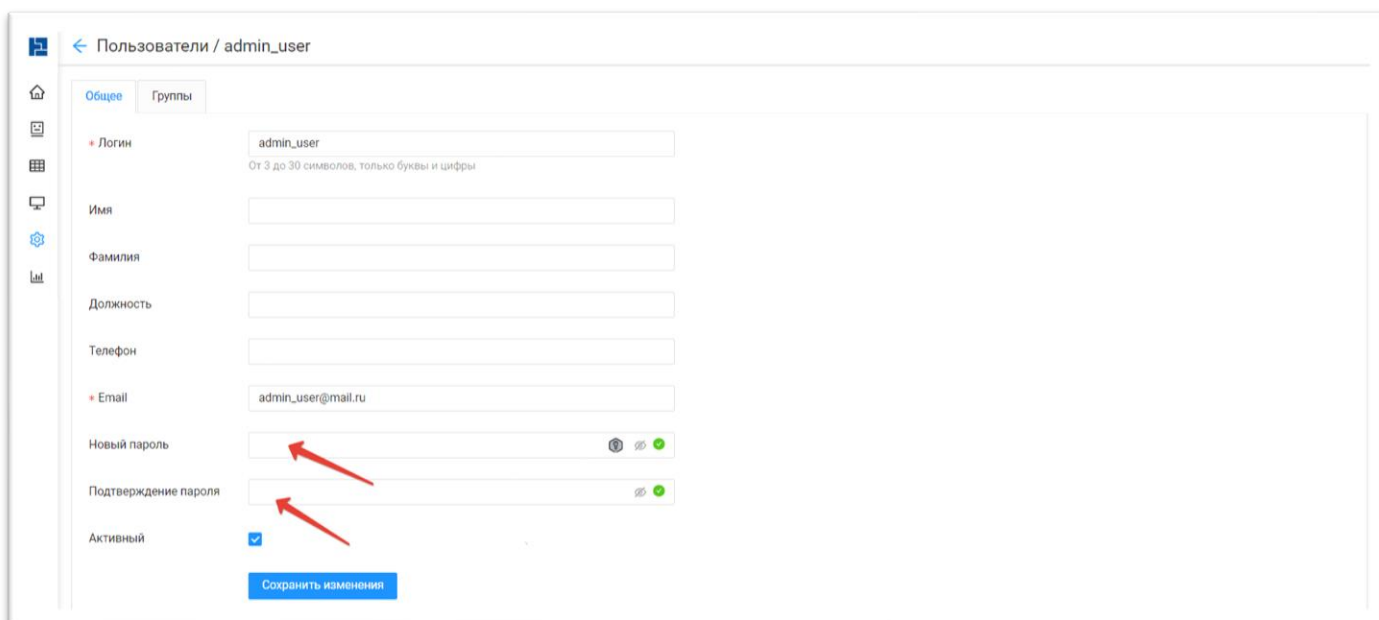 Пользователи / admin_user
Общее Группы
* Логин admin_user
От 3 до 30 символов, только буквы и цифры
Имя
Фамилия
Должность
Телефон
* Email admin_user@mail.ru
Новый пароль
Подтверждение пароля
Активный
Сохранить изменения